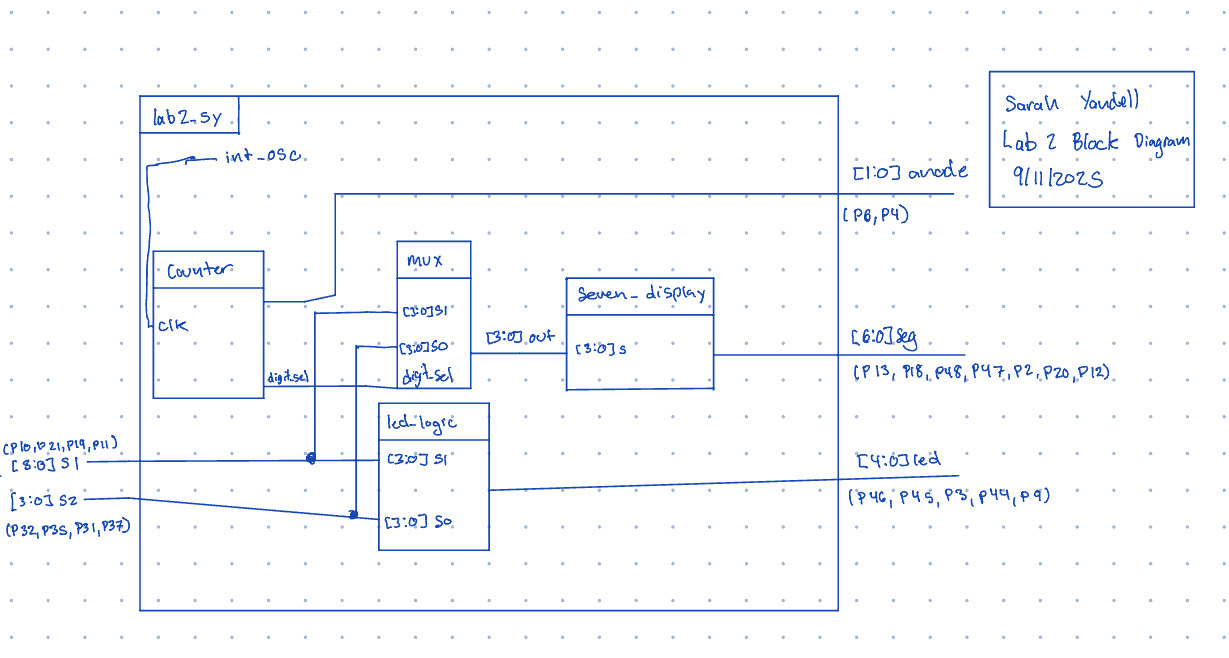 Sarah Yandell
Lab 2 Block Diagram
9/11/2025
lab2_sy
int_osc
[1:0] anode
(P6, P4)
Counter
clk
digit_sel
mux
[3:0] S1
[3:0] S0
digit_sel
[3:0] out
seven_display
[3:0] s
[6:0] seg
(P13, P18, P48, P47, P2, P20, P12)
led_logic
[3:0] S1
[3:0] S0
(P10, P21, P19, P11)
[3:0] S1
[3:0] S2
(P32, P35, P31, P37)
[4:0] led
(P46, P45, P3, P44, P9)